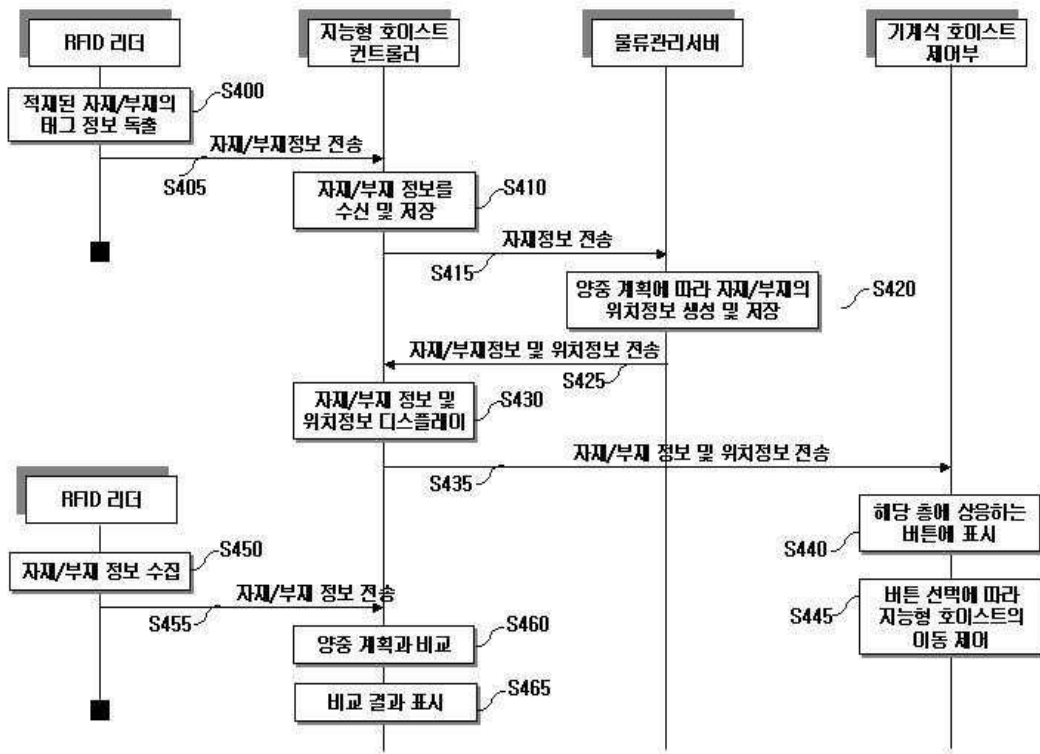 RFID 리더
지능형 호이스트
컨트롤러
물류관리서버
기계식 호이스트
제어부
적재된 자재/부재의
태그 정보 독출
S400
자재/부재정보 전송
S405
자재/부재 정보를
수신 및 저장
S410
자재정보 전송
S415
양중 계획에 따라 자재/부재의
위치정보 생성 및 저장
S420
자재/부재정보 및 위치정보 전송
S425
자재/부재 정보 및
위치정보 디스플레이
S430
자재/부재 정보 및 위치정보 전송
S435
RFID 리더
해당 층에 상응하는
버튼에 표시
S440
S450
자재/부재 정보 수집
자재/부재 정보 전송
S455
버튼 선택에 따라
지능형 호이스트의
이동 제어
S445
양중 계획과 비교
S460
비교 결과 표시
S465